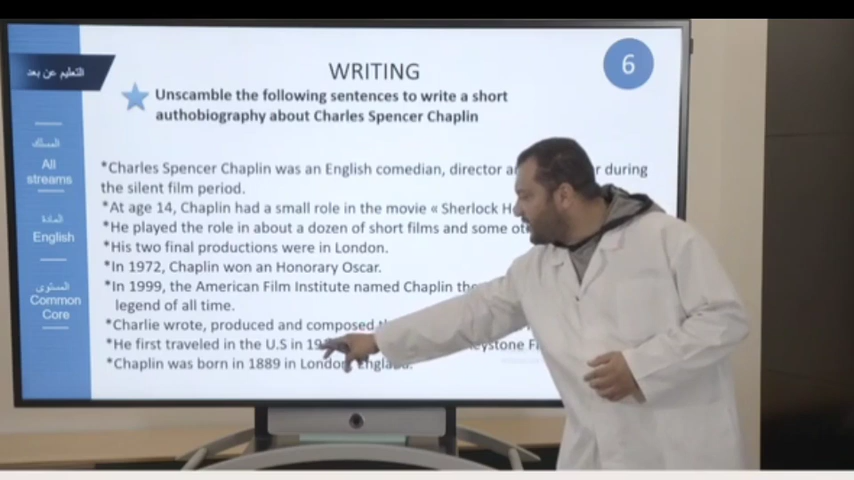 التعليم عن بعد
WRITING
6
Unscamble the following sentences to write a short
authobiography about Charles Spencer Chaplin
المسلك
All
streams
المادة
English
المستوى
Common
Core
*Charles Spencer Chaplin was an English comedian, director during
the silent film period.
*At age 14, Chaplin had a small role in the movie « Sherlock
*He played the role in about a dozen of short films and some
*His two final productions were in London.
*In 1972, Chaplin won an Honorary Oscar.
*In 1999, the American Film Institute named Chaplin
legend of all time.
*Charlie wrote, produced and composed
*He first traveled in the U.S in
*Chaplin was born in 1889 in London,